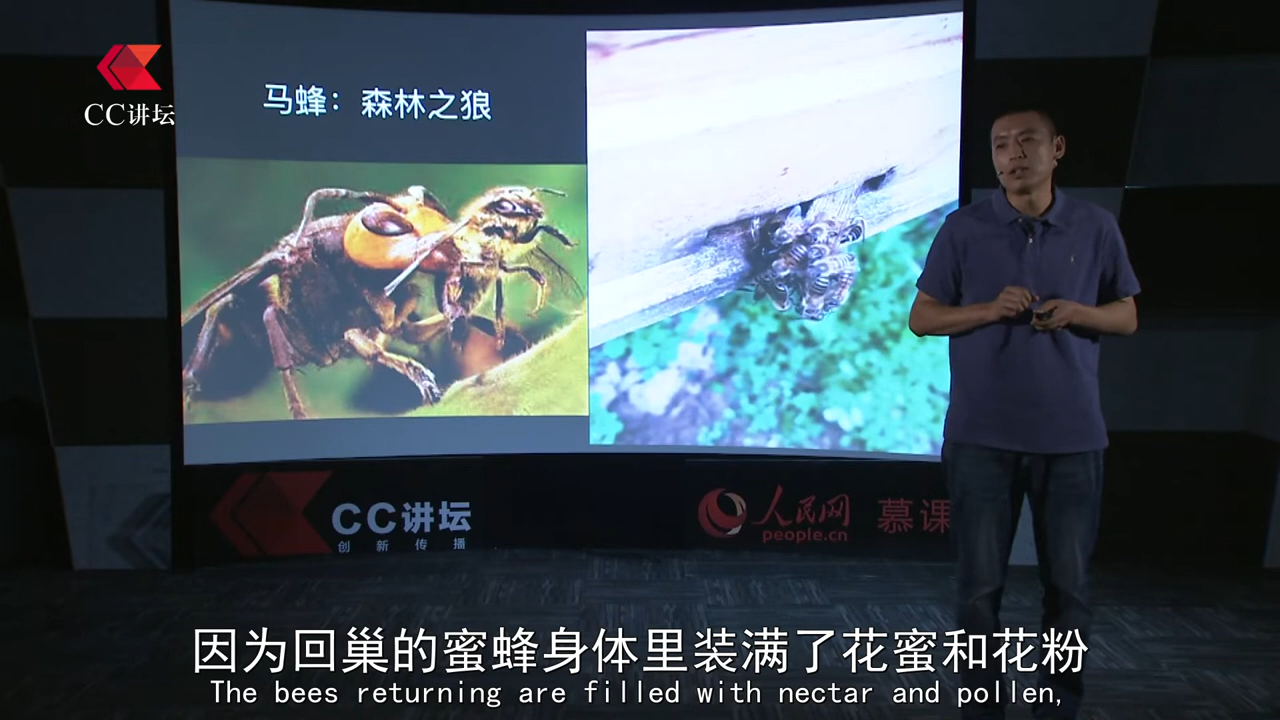 马蜂：森林之狼
CC讲坛
CC讲坛
创新传播
人民网
people.cn
慕课
因为回巢的蜜蜂身体里装满了花蜜和花粉
The bees returning are filled with nectar and pollen,